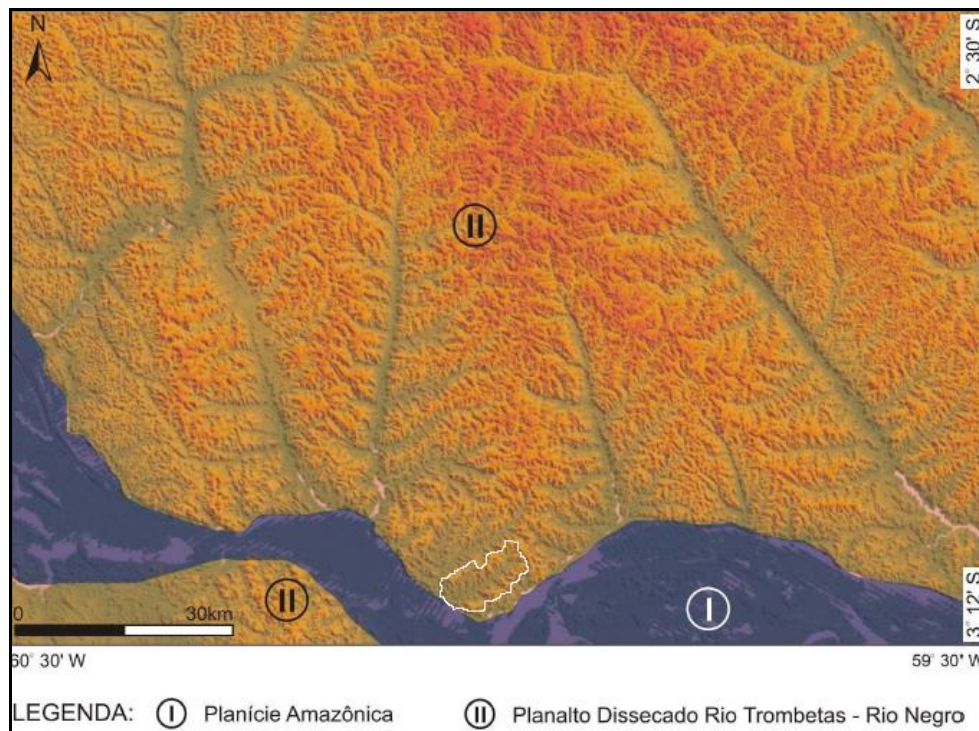 N
2° 30' S
II
II
I
0 30km
3° 12' S
60° 30' W 59° 30' W
LEGENDA: I Planície Amazônica II Planalto Dissecado Rio Trombetas - Rio Negro